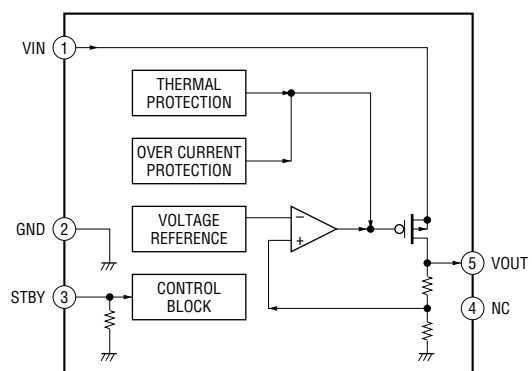 VIN 1
THERMAL
PROTECTION
OVER CURRENT
PROTECTION
GND 2
VOLTAGE
REFERENCE
−
+
5 VOUT
STBY 3
CONTROL
BLOCK
4 NC